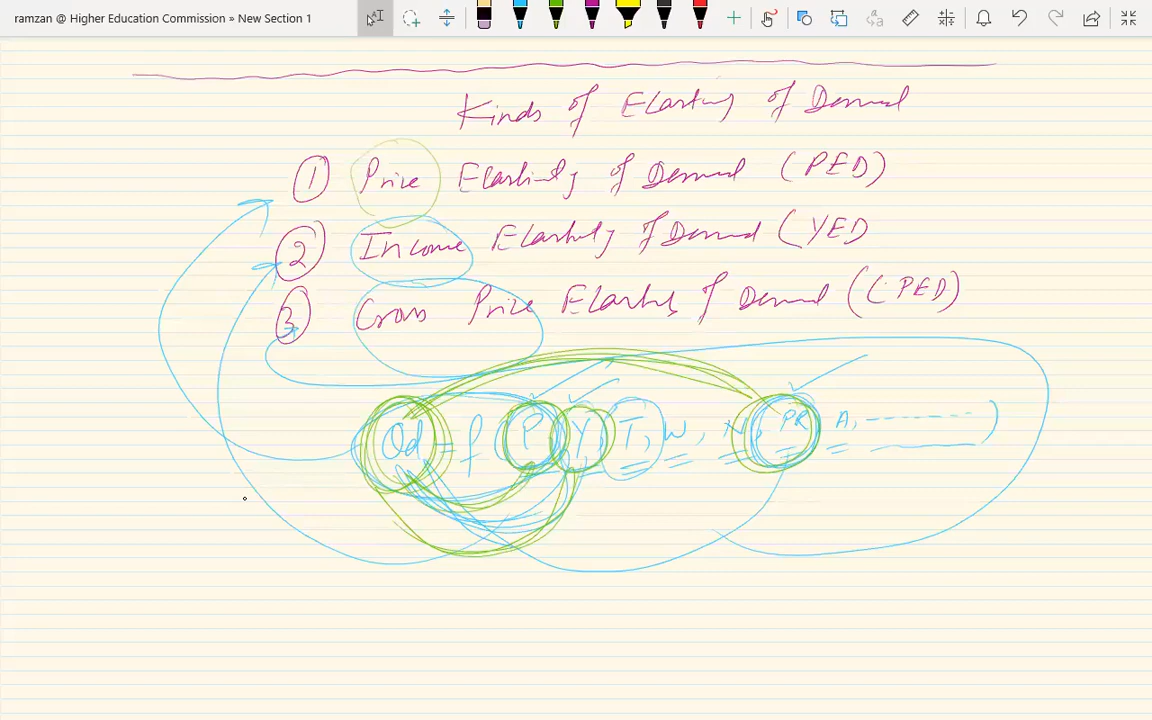 ramzan @ Higher Education Commission » New Section 1
Kinds of Elasticity of Demand
① Price Elasticity of Demand (PED)
② Income Elasticity of Demand (YED
③ Cross Price Elasticity of Demand (CPED)
Qd = f (P, Y, T, W, N, PR, A, --------- )